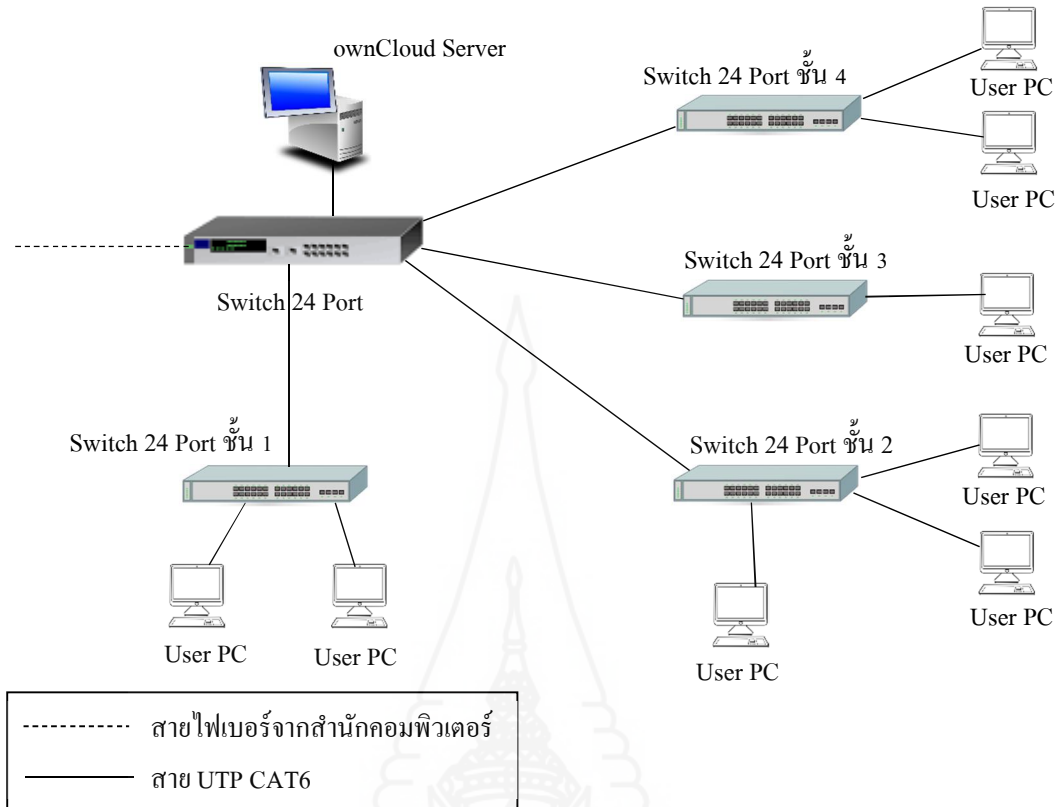 ownCloud Server
Switch 24 Port ชั้น 4
User PC
User PC
Switch 24 Port
Switch 24 Port ชั้น 3
User PC
Switch 24 Port ชั้น 1
Switch 24 Port ชั้น 2
User PC
User PC
User PC
User PC
User PC
สายไฟเบอร์จากสำนักคอมพิวเตอร์
สาย UTP CAT6